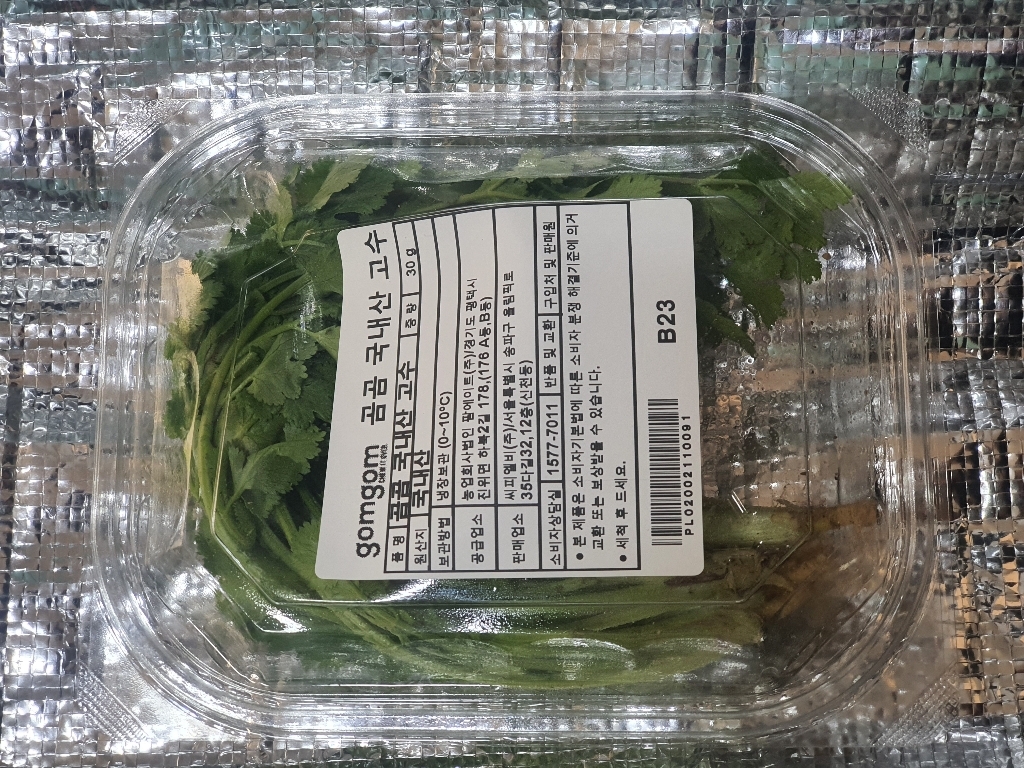 gomgom 곰곰 국내산 고수
품 명 곰곰 국내산 고수 중량 30 g
원산지 국내산
보관방법 냉장보관 (0~10℃)
공급업소 농업회사법인 팜에이트(주)/경기도 평택시
진위면 하북2길 178,(176 A동B동)
판매업소 씨피엘비(주)/서울특별시 송파구 올림픽로
35다길32,12층(신천동)
소비자상담실 1577-7011 반품 및 교환 구입처 및 판매원
• 본 제품은 소비자기본법에 따른 소비자 분쟁 해결기준에 의거
교환 또는 보상받을 수 있습니다.
• 세척 후 드세요.
B23
PL02002110091